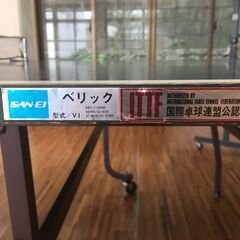 SAN-EI
ベリック
型式/VI
ITTF
AUTHORIZED BY
INTERNATIONAL TABLE TENNIS FEDERATION
国際卓球連盟公認